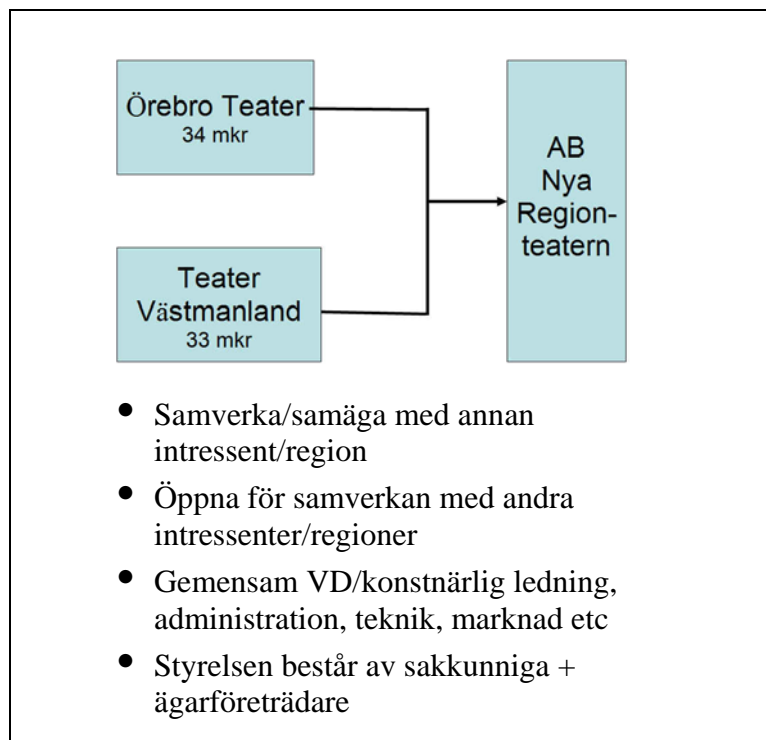 Örebro Teater
34 mkr
AB
Nya
Region-
teatern
Teater
Västmanland
33 mkr
• Samverka/samäga med annan
intressent/region
• Öppna för samverkan med andra
intressenter/regioner
• Gemensam VD/konstnärlig ledning,
administration, teknik, marknad etc
• Styrelsen består av sakkunniga +
ägarföreträdare